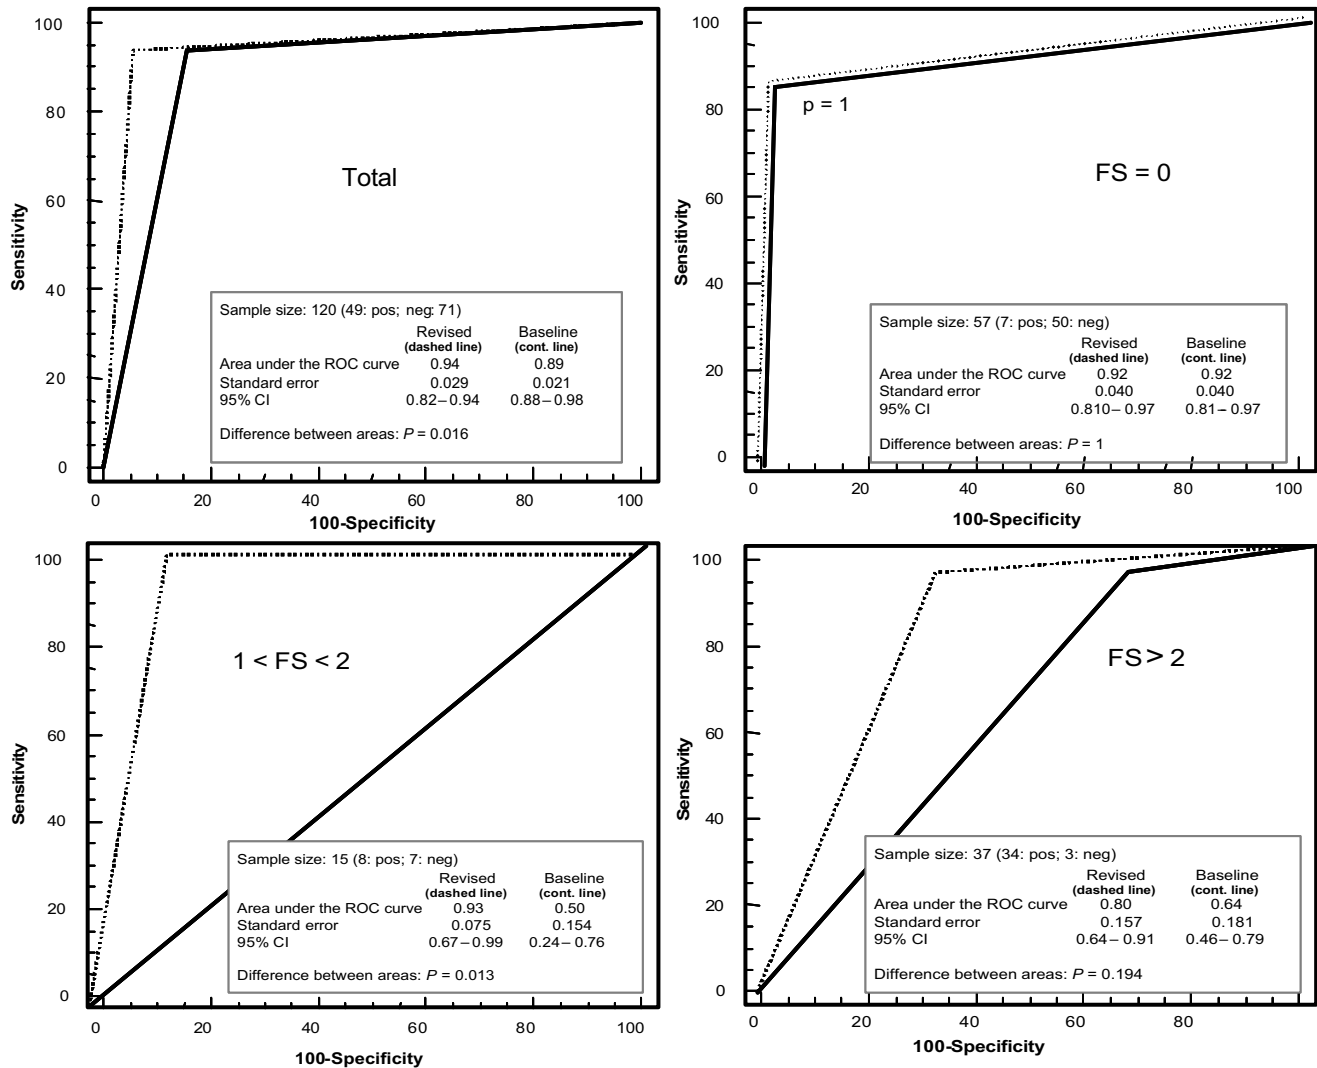 100
80
60
40
20
0
Sensitivity
Total
Sample size: 120 (49: pos; neg: 71)
Revised Baseline
(dashed line) (cont. line)
Area under the ROC curve 0.94 0.89
Standard error 0.029 0.021
95% CI 0.82–0.94 0.88–0.98
Difference between areas: P = 0.016
0 20 40 60 80 100
100-Specificity
100
80
60
40
20
0
Sensitivity
p = 1
FS = 0
Sample size: 57 (7: pos; 50: neg)
Revised Baseline
(dashed line) (cont. line)
Area under the ROC curve 0.92 0.92
Standard error 0.040 0.040
95% CI 0.810–0.97 0.81–0.97
Difference between areas: P = 1
0 20 40 60 80 100
100-Specificity
100
80
60
40
20
0
Sensitivity
1 < FS < 2
Sample size: 15 (8: pos; 7: neg)
Revised Baseline
(dashed line) (cont. line)
Area under the ROC curve 0.93 0.50
Standard error 0.075 0.154
95% CI 0.67–0.99 0.24–0.76
Difference between areas: P = 0.013
0 20 40 60 80 100
100-Specificity
100
80
60
40
20
0
Sensitivity
FS > 2
Sample size: 37 (34: pos; 3: neg)
Revised Baseline
(dashed line) (cont. line)
Area under the ROC curve 0.80 0.64
Standard error 0.157 0.181
95% CI 0.64–0.91 0.46–0.79
Difference between areas: P = 0.194
0 20 40 60 80 100
100-Specificity